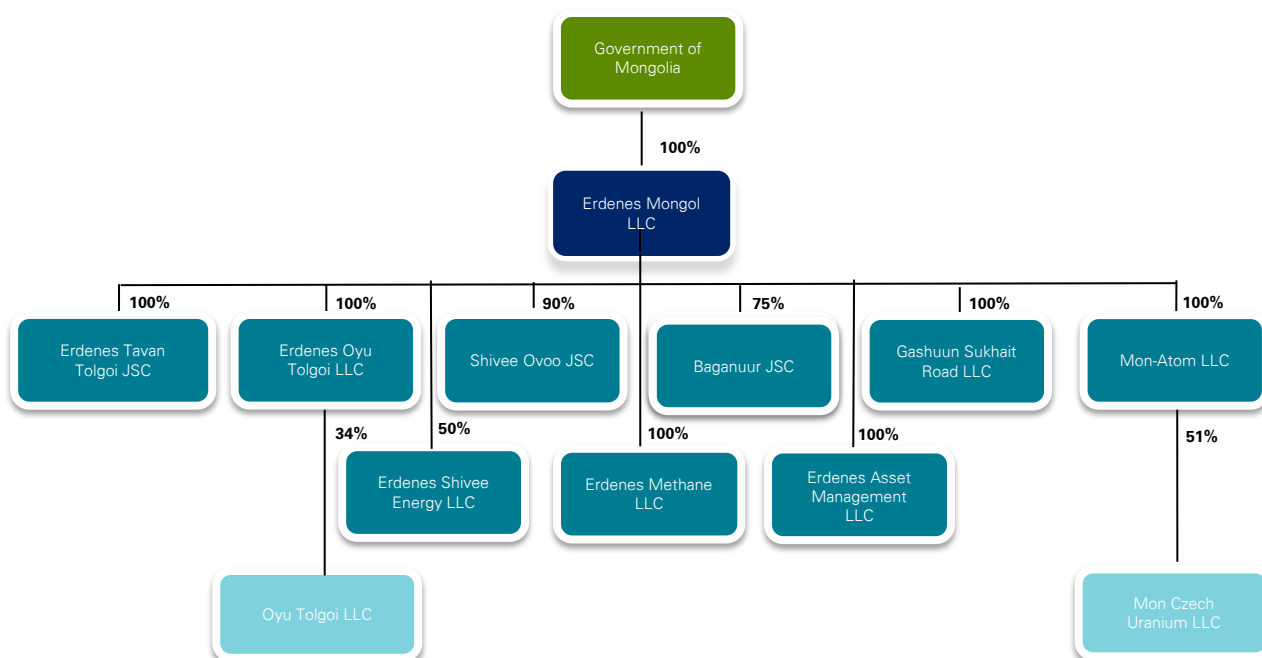 Government of
Mongolia
100%
Erdenes Mongol
LLC
100%
100%
90%
75%
100%
100%
Erdenes Tavan
Tolgoi JSC
Erdenes Oyu
Tolgoi LLC
Shivee Ovoo JSC
Baganuur JSC
Gashuun Sukhait
Road LLC
Mon-Atom LLC
34%
50%
100%
100%
51%
Erdenes Shivee
Energy LLC
Erdenes Methane
LLC
Erdenes Asset
Management
LLC
Oyu Tolgoi LLC
Mon Czech
Uranium LLC